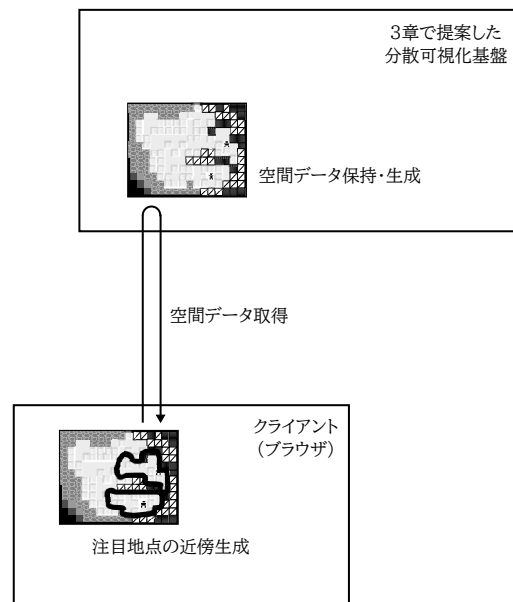 3章で提案した
分散可視化基盤
空間データ保持・生成
空間データ取得
クライアント
（ブラウザ）
注目地点の近傍生成